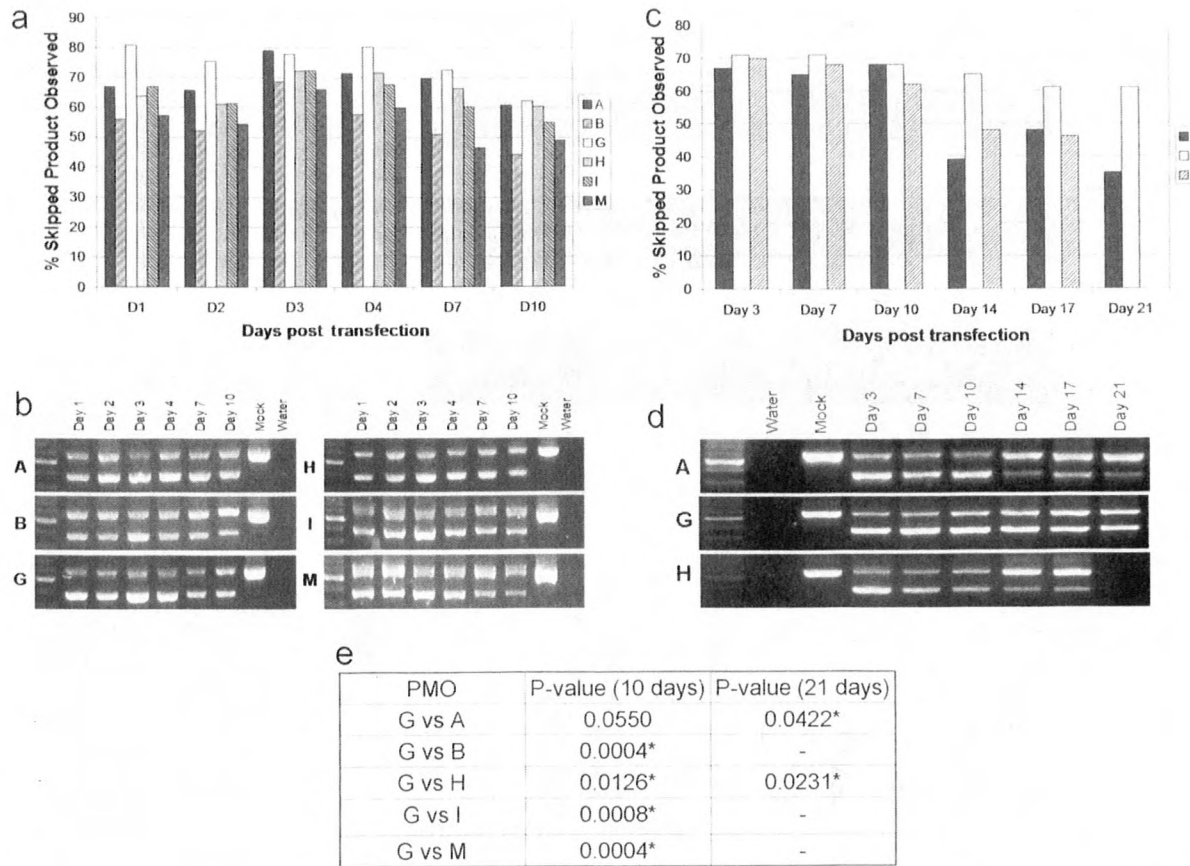 a
% Skipped Product Observed
90
80
70
60
50
40
30
20
10
0
D1 D2 D3 D4 D7 D10
Days post transfection
A
B
G
H
I
M
c
% Skipped Product Observed
80
70
60
50
40
30
20
10
0
Day 3 Day 7 Day 10 Day 14 Day 17 Day 21
Days post transfection
b
Day 1 Day 2 Day 3 Day 4 Day 7 Day 10 Mock Water
A
B
G
Day 1 Day 2 Day 3 Day 4 Day 7 Day 10 Mock Water
H
I
M
d
Water Mock Day 3 Day 7 Day 10 Day 14 Day 17 Day 21
A
G
H
e
PMO P-value (10 days) P-value (21 days)
G vs A 0.0550 0.0422*
G vs B 0.0004* -
G vs H 0.0126* 0.0231*
G vs I 0.0008* -
G vs M 0.0004* -